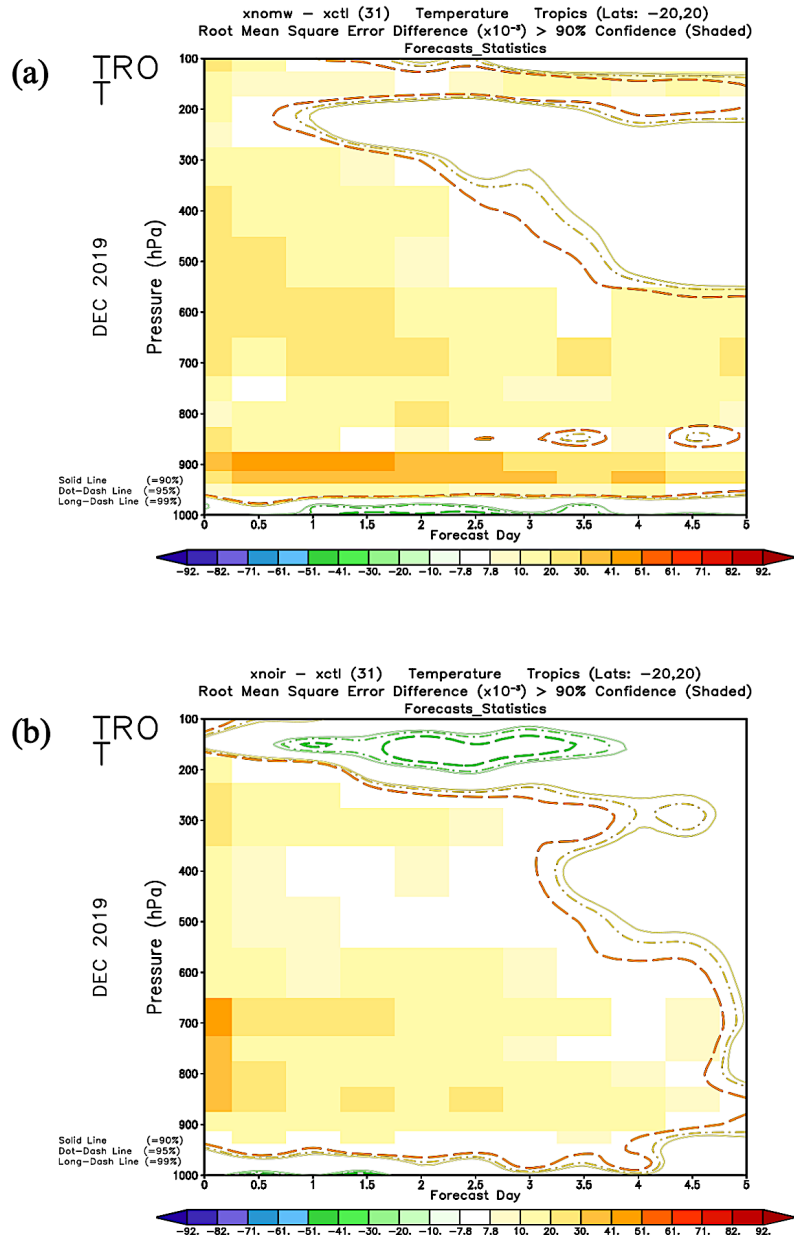 xnomw - xctl (31) Temperature Tropics (Lats: -20,20)
Root Mean Square Error Difference (x10⁻³) > 90% Confidence (Shaded)
Forecasts_Statistics
(a)
TRO
T
DEC 2019
Pressure (hPa)
100
200
300
400
500
600
700
800
900
1000
Solid Line (=90%)
Dot-Dash Line (=95%)
Long-Dash Line (=99%)
0 0.5 1 1.5 2 2.5 3 3.5 4 4.5 5
Forecast Day
-92. -82. -71. -61. -51. -41. -30. -20. -10. -7.8 7.8 10. 20. 30. 41. 51. 61. 71. 82. 92.
xnoir - xctl (31) Temperature Tropics (Lats: -20,20)
Root Mean Square Error Difference (x10⁻³) > 90% Confidence (Shaded)
Forecasts_Statistics
(b)
TRO
T
DEC 2019
Pressure (hPa)
100
200
300
400
500
600
700
800
900
1000
Solid Line (=90%)
Dot-Dash Line (=95%)
Long-Dash Line (=99%)
0 0.5 1 1.5 2 2.5 3 3.5 4 4.5 5
Forecast Day
-92. -82. -71. -61. -51. -41. -30. -20. -10. -7.8 7.8 10. 20. 30. 41. 51. 61. 71. 82. 92.